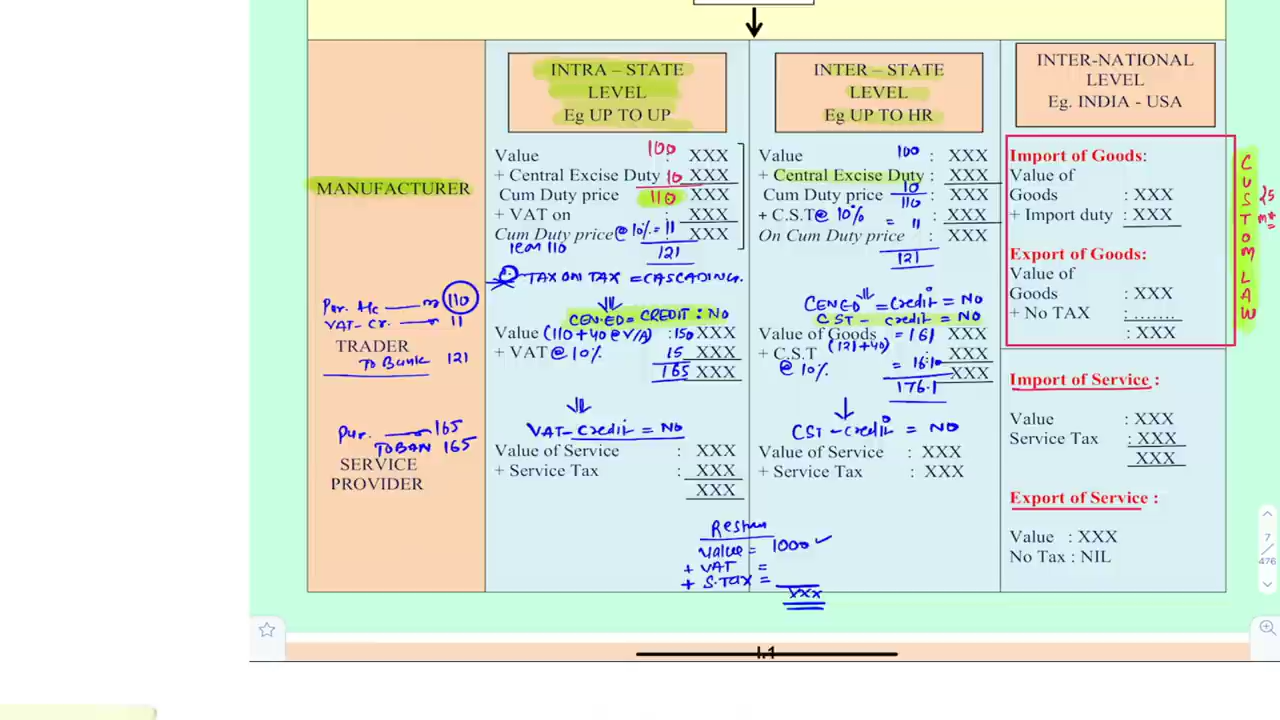 INTRA – STATE
LEVEL
Eg UP TO UP
INTER – STATE
LEVEL
Eg UP TO HR
INTER-NATIONAL
LEVEL
Eg. INDIA - USA
MANUFACTURER
Value 100 : XXX
+ Central Excise Duty 10 XXX
Cum Duty price 110 XXX
+ VAT on : XXX
Cum Duty price @ 10% = 11 XXX
110 121
TAX ON TAX = CASCADING.
Value 100 : XXX
+ Central Excise Duty : XXX
10
Cum Duty price 110 : XXX
+ C.S.T @ 10% = 11 : XXX
On Cum Duty price : XXX
121
Import of Goods:
Value of
Goods : XXX
+ Import duty : XXX
Export of Goods:
Value of
Goods : XXX
+ No TAX : .......
: XXX
CUSTOM LAW
Pur. A/c 110
VAT-Cr. 11
TRADER
To Bank 121
CEN.ED = CREDIT : NO
Value (110+40@V/A) : 150 XXX
+ VAT @ 10% 15 XXX
165 XXX
CEN ED = Credit = NO
CST - credit = NO
Value of Goods = 161 XXX
(121+40)
+ C.S.T : XXX
@ 10% = 16.10 XXX
176.1
Import of Service :
Value : XXX
Service Tax : XXX
XXX
Pur. 165
TO BAN 165
SERVICE
PROVIDER
VAT-credit = NO
Value of Service : XXX
+ Service Tax : XXX
XXX
CST-credit = NO
Value of Service : XXX
+ Service Tax : XXX
Export of Service :
Value : XXX
No Tax : NIL
Value = 1000
+ VAT =
+ S.Tax =
XXX
7
/
476
I.1